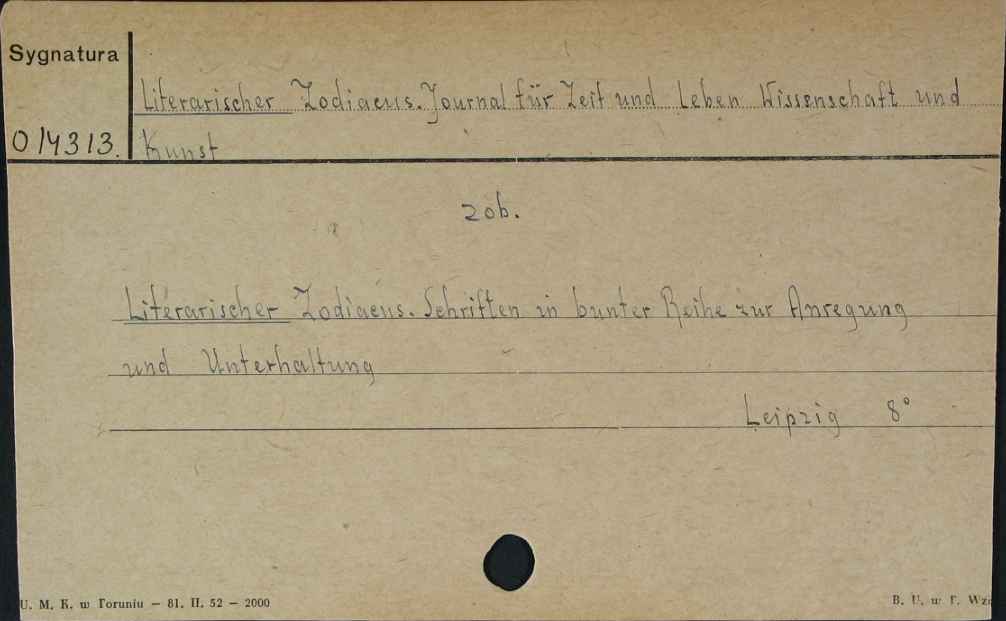 Sygnatura
Literarischer Zodiacus. Journal für Zeit und Leben Wissenschaft und
O/4313. Kunst
zob.
Literarischer Zodiacus. Schriften in bunter Reihe zur Anregung
und Unterhaltung
Leipzig 8°
U. M. K. w Toruniu — 81. II. 52 — 2000
B. U. w T. Wz